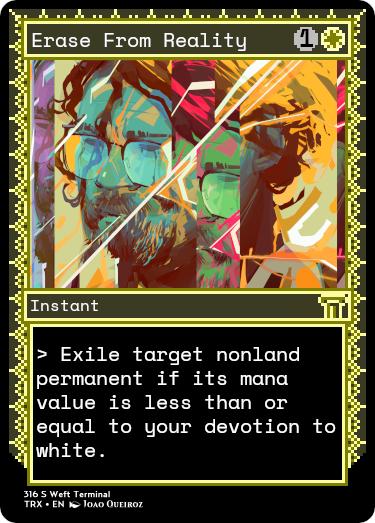 Erase From Reality 1
Instant
> Exile target nonland
permanent if its mana
value is less than or
equal to your devotion to
white.
316 S Weft Terminal
TRX • EN Joao Queiroz